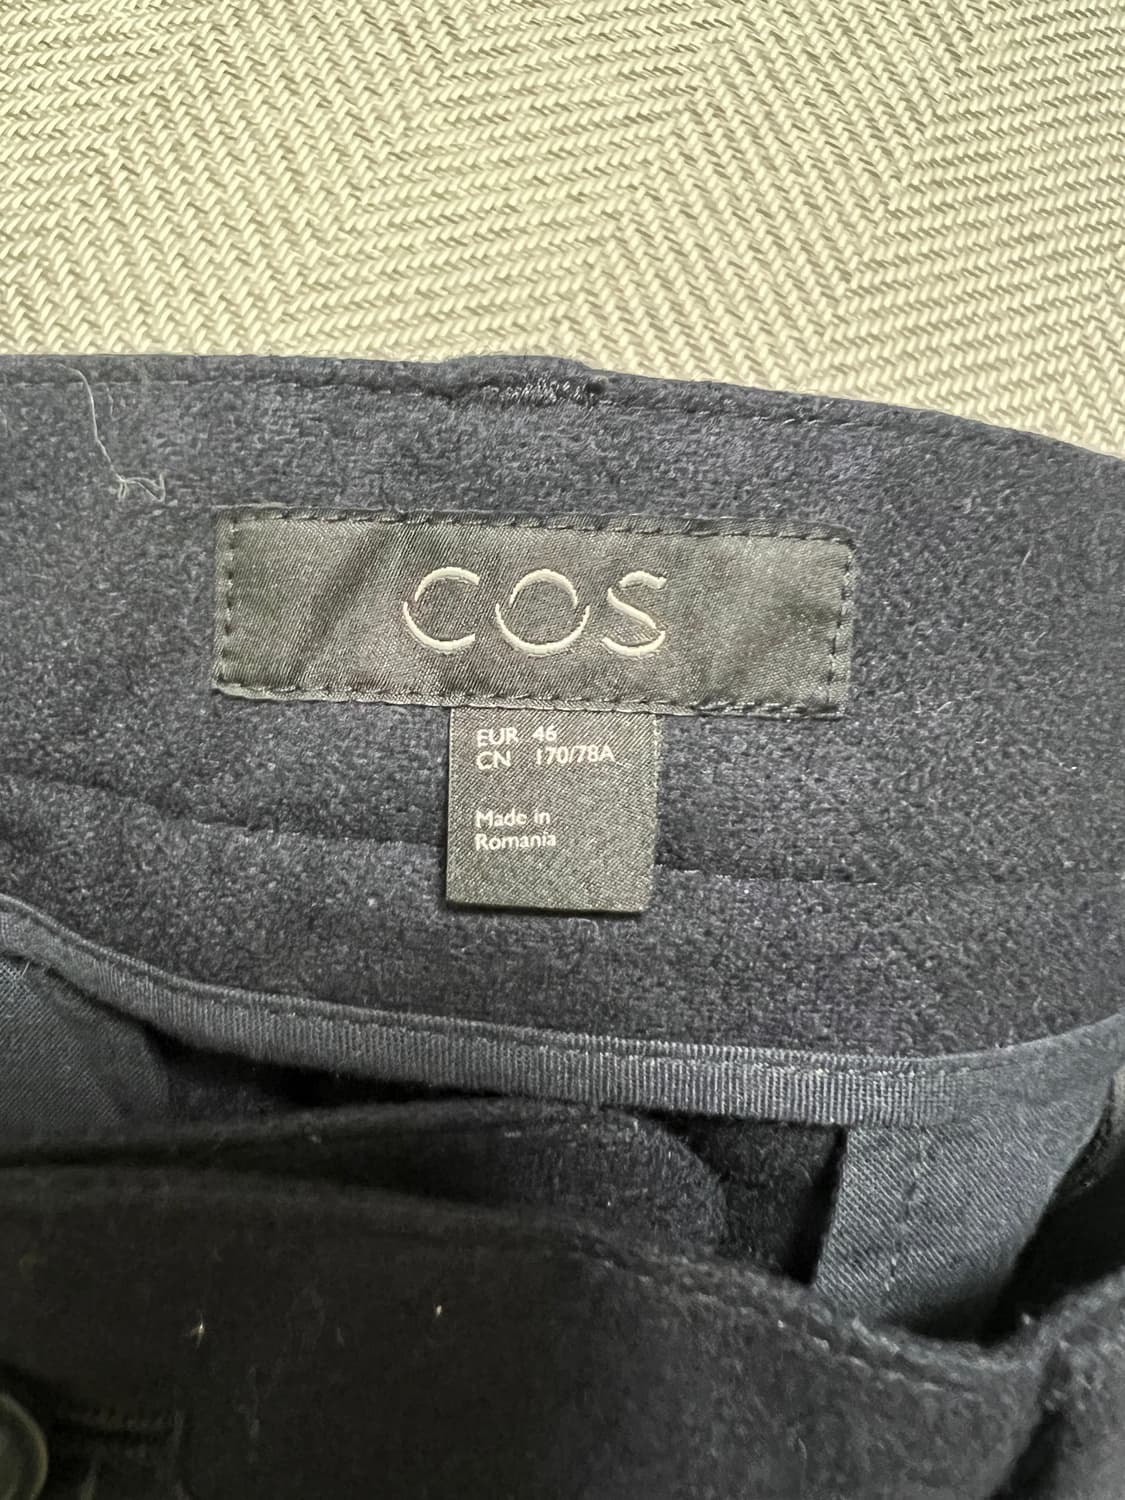 COS
EUR 46
CN 170/78A
Made in
Romania